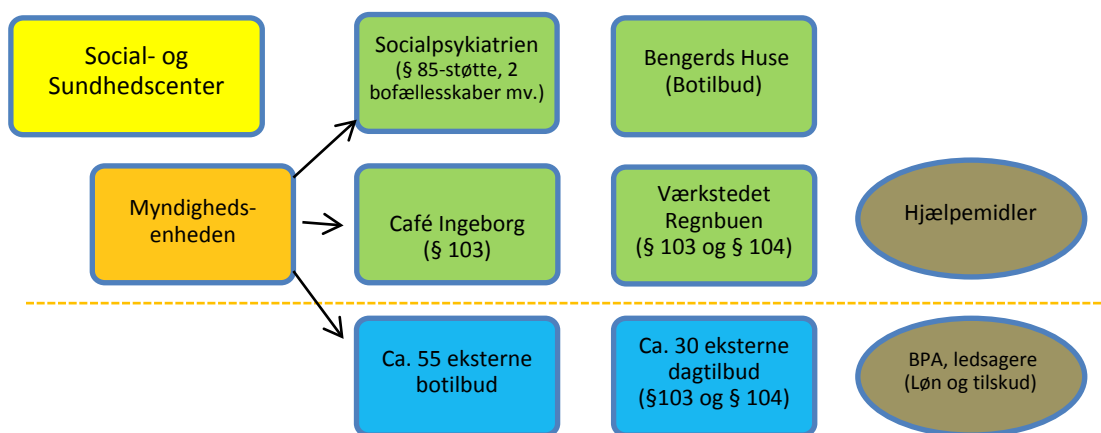 Social- og
Sundhedscenter
Socialpsykiatrien
(§ 85-støtte, 2
bofællesskaber mv.)
Bengerds Huse
(Botilbud)
Myndigheds-
enheden
Café Ingeborg
(§ 103)
Værkstedet
Regnbuen
(§ 103 og § 104)
Hjælpemidler
Ca. 55 eksterne
botilbud
Ca. 30 eksterne
dagtilbud
(§103 og § 104)
BPA, ledsagere
(Løn og tilskud)